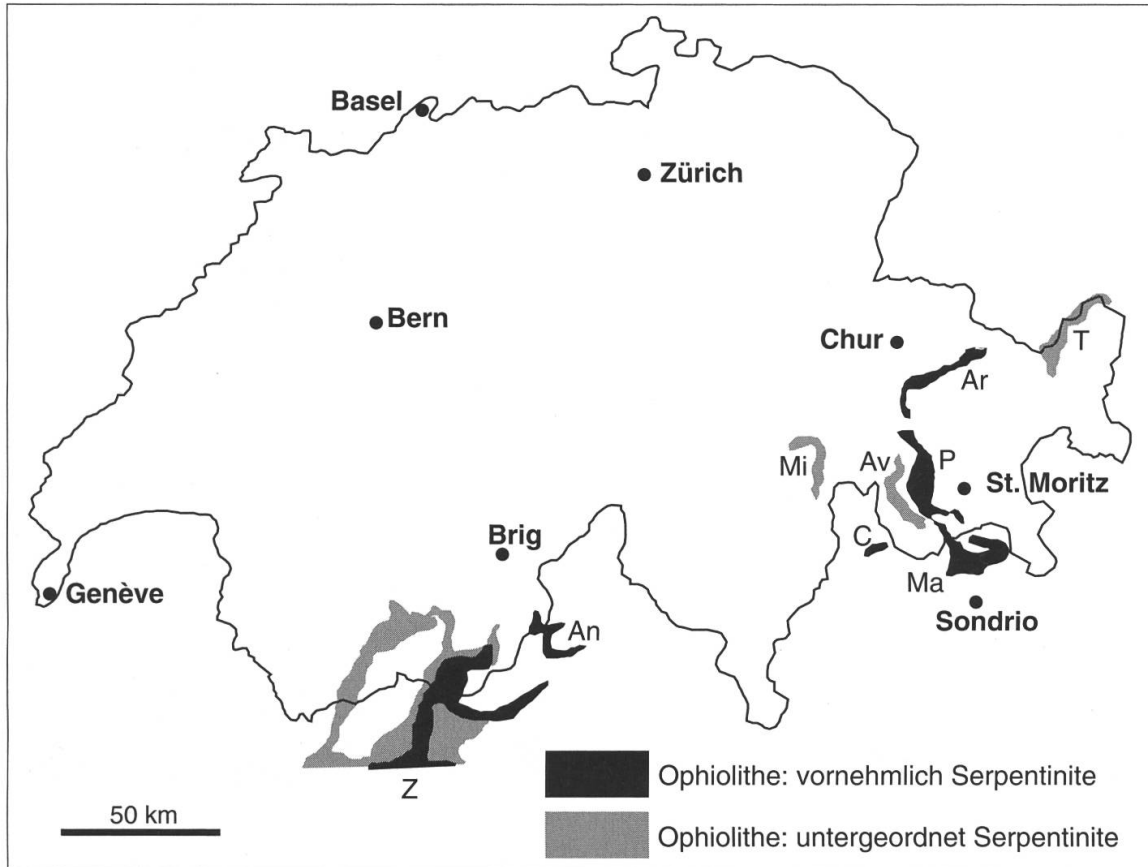 Basel
Zürich
Bern
Chur
T
Ar
Mi
Av
P
St. Moritz
Brig
C
Genève
Ma
An
Sondrio
Z
50 km
Ophiolithe: vornehmlich Serpentinite
Ophiolithe: untergeordnet Serpentinite